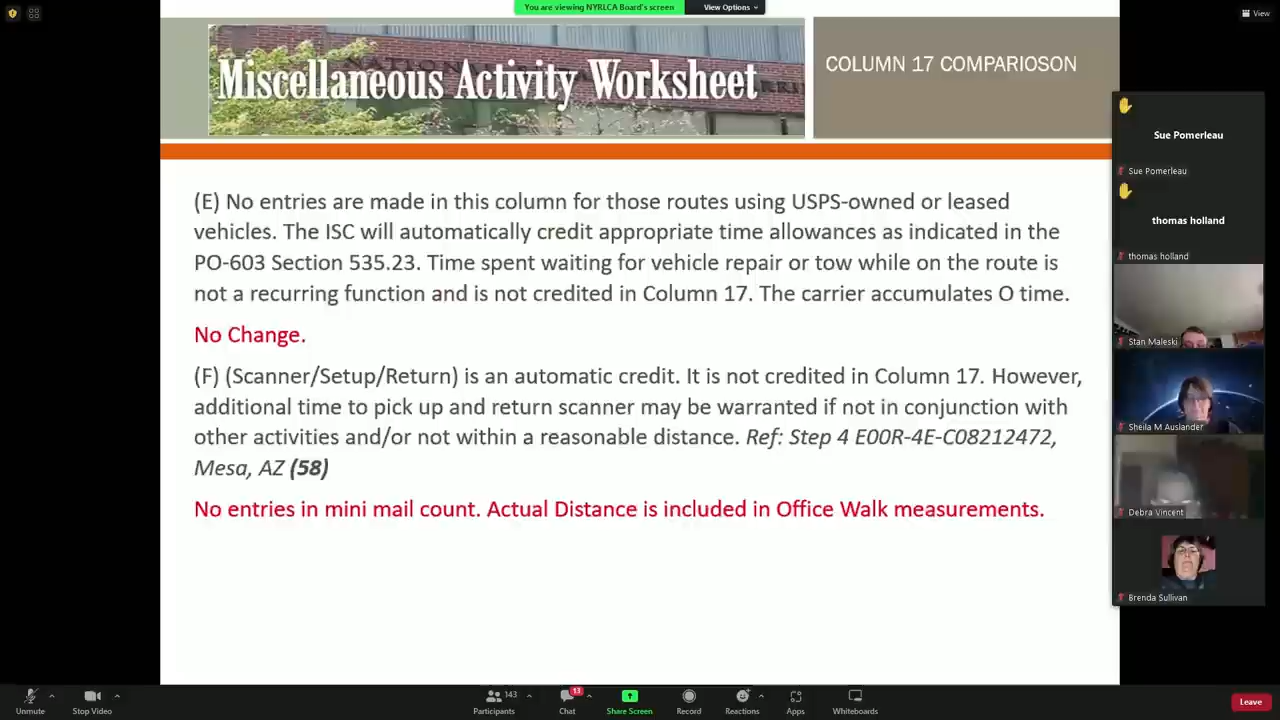 You are viewing NYRLCA Board's screen
View Options
View
Miscellaneous Activity Worksheet
COLUMN 17 COMPARIOSON
(E) No entries are made in this column for those routes using USPS-owned or leased
vehicles. The ISC will automatically credit appropriate time allowances as indicated in the
PO-603 Section 535.23. Time spent waiting for vehicle repair or tow while on the route is
not a recurring function and is not credited in Column 17. The carrier accumulates O time.
No Change.
(F) (Scanner/Setup/Return) is an automatic credit. It is not credited in Column 17. However,
additional time to pick up and return scanner may be warranted if not in conjunction with
other activities and/or not within a reasonable distance. Ref: Step 4 E00R-4E-C08212472,
Mesa, AZ (58)
No entries in mini mail count. Actual Distance is included in Office Walk measurements.
Sue Pomerleau
Sue Pomerleau
thomas holland
thomas holland
Stan Maleski
Sheila M Auslander
Debra Vincent
Brenda Sullivan
Unmute
Stop Video
143
Participants
13
Chat
Share Screen
Record
Reactions
Apps
Whiteboards
Leave